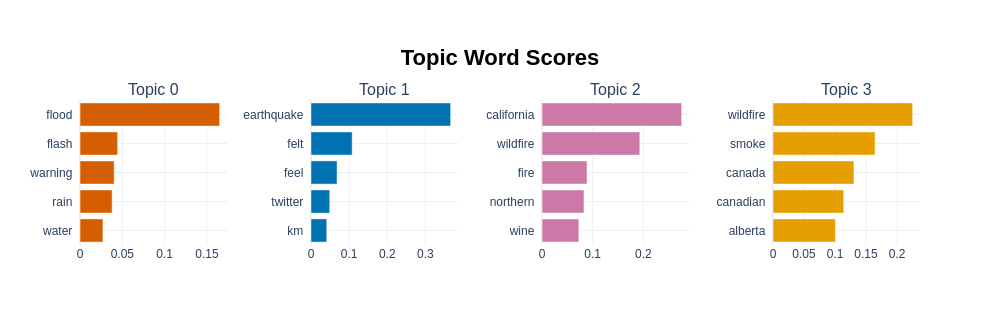 Topic Word Scores
Topic 0
flood
flash
warning
rain
water
0 0.05 0.1 0.15
Topic 1
earthquake
felt
feel
twitter
km
0 0.1 0.2 0.3
Topic 2
california
wildfire
fire
northern
wine
0 0.1 0.2
Topic 3
wildfire
smoke
canada
canadian
alberta
0 0.05 0.1 0.15 0.2